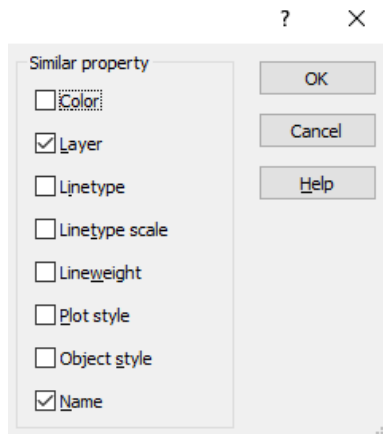 ?
Similar property
OK
Color
Cancel
Layer
Linetype
Help
Linetype scale
Lineweight
Plot style
Object style
Name